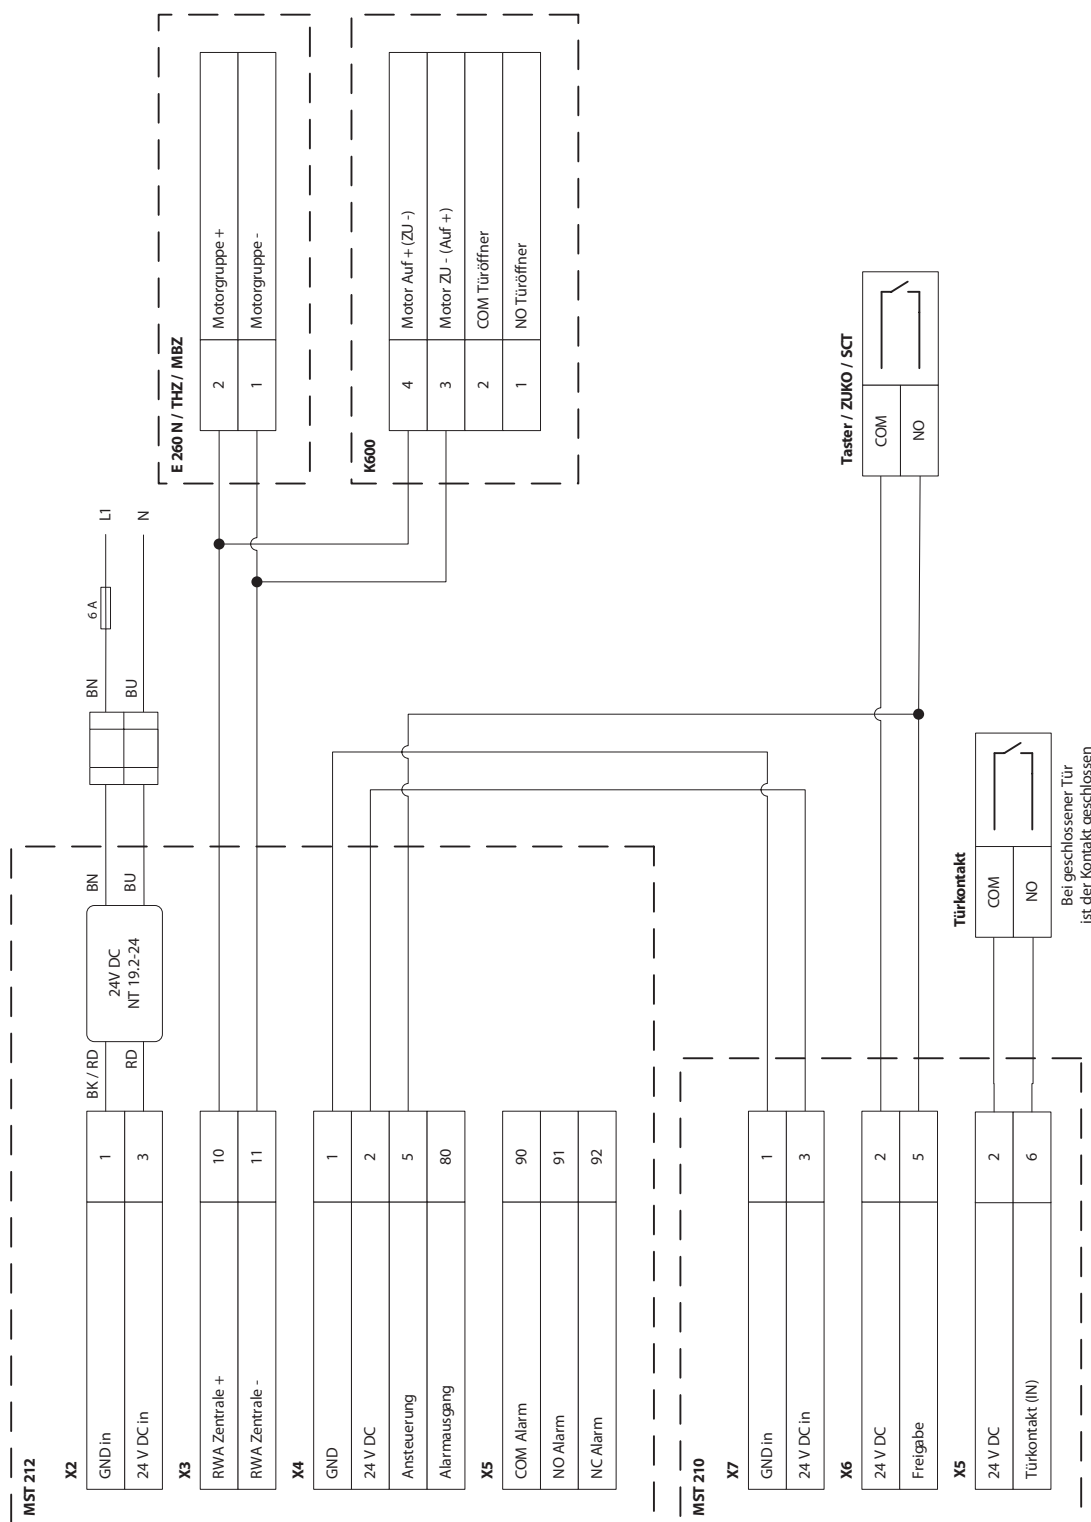 MST 212
X2
GND in
1
24 V DC in
3
BK / RD
RD
24V DC
NT 19.2-24
BN
BU
BN
BU
6 A
L1
N
X3
RWA Zentrale +
10
RWA Zentrale -
11
E 260 N / THZ / MBZ
2
Motorgruppe +
1
Motorgruppe -
K600
4
Motor Auf + (ZU -)
3
Motor ZU - (Auf +)
2
COM Türöffner
1
NO Türöffner
X4
GND
1
24 V DC
2
Ansteuerung
5
Alarmausgang
80
X5
COM Alarm
90
NO Alarm
91
NC Alarm
92
MST 210
X7
GND in
1
24 V DC in
3
X6
24 V DC
2
Freigabe
5
Taster / ZUKO / SCT
COM
NO
X5
24 V DC
2
Türkontakt (IN)
6
Türkontakt
COM
NO
Bei geschlossener Tür
ist der Kontakt geschlossen